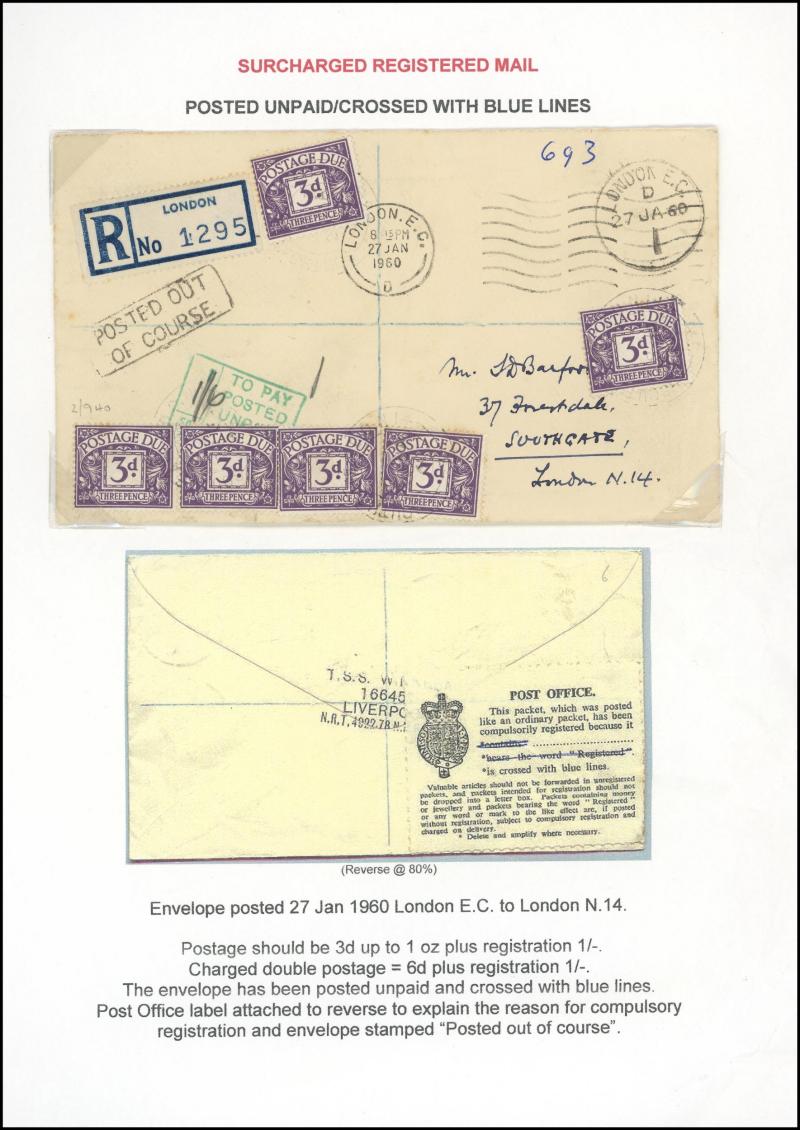 SURCHARGED REGISTERED MAIL
POSTED UNPAID/CROSSED WITH BLUE LINES
693
POSTAGE DUE
3d.
THREE PENCE
LONDON
R No 1295
LONDON. E.C.
8 15PM
27 JAN
1960
D
LONDON E.C.
D
27 JA 60
1
POSTED OUT
OF COURSE
POSTAGE DUE
3d.
THREE PENCE
1/6
1
TO PAY
POSTED
2/940
Mr.
37 Forestdale,
SOUTHGATE,
London N.14.
POSTAGE DUE
3d.
THREE PENCE
POSTAGE DUE
3d.
THREE PENCE
POSTAGE DUE
3d.
THREE PENCE
POSTAGE DUE
3d.
THREE PENCE
6
T.S.S. W
16645
LIVERPO
N.R.T. 4922.78 N.
POST OFFICE.
This packet, which was posted
like an ordinary packet, has been
compulsorily registered because it
*contains ........................
*bears the word "Registered".
*is crossed with blue lines.
Valuable articles should not be forwarded in unregistered
packets, and packets intended for registration should not
be dropped into a letter box. Packets containing money
or jewellery and packets bearing the word "Registered"
or any word or mark to the like effect are, if posted
without registration, subject to compulsory registration and
charged on delivery.
* Delete and amplify where necessary.
(Reverse @ 80%)
Envelope posted 27 Jan 1960 London E.C. to London N.14.
Postage should be 3d up to 1 oz plus registration 1/-.
Charged double postage = 6d plus registration 1/-.
The envelope has been posted unpaid and crossed with blue lines.
Post Office label attached to reverse to explain the reason for compulsory
registration and envelope stamped “Posted out of course”.